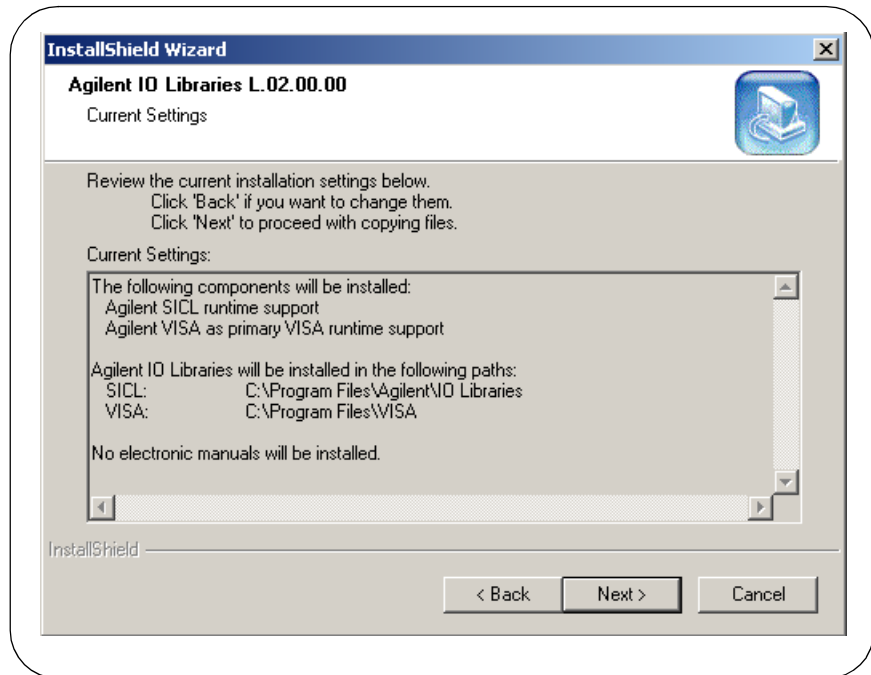 InstallShield Wizard
Agilent IO Libraries L.02.00.00
Current Settings
Review the current installation settings below.
Click 'Back' if you want to change them.
Click 'Next' to proceed with copying files.
Current Settings:
The following components will be installed:
Agilent SICL runtime support
Agilent VISA as primary VISA runtime support
Agilent IO Libraries will be installed in the following paths:
SICL: C:\Program Files\Agilent\IO Libraries
VISA: C:\Program Files\VISA
No electronic manuals will be installed.
InstallShield
< Back Next > Cancel